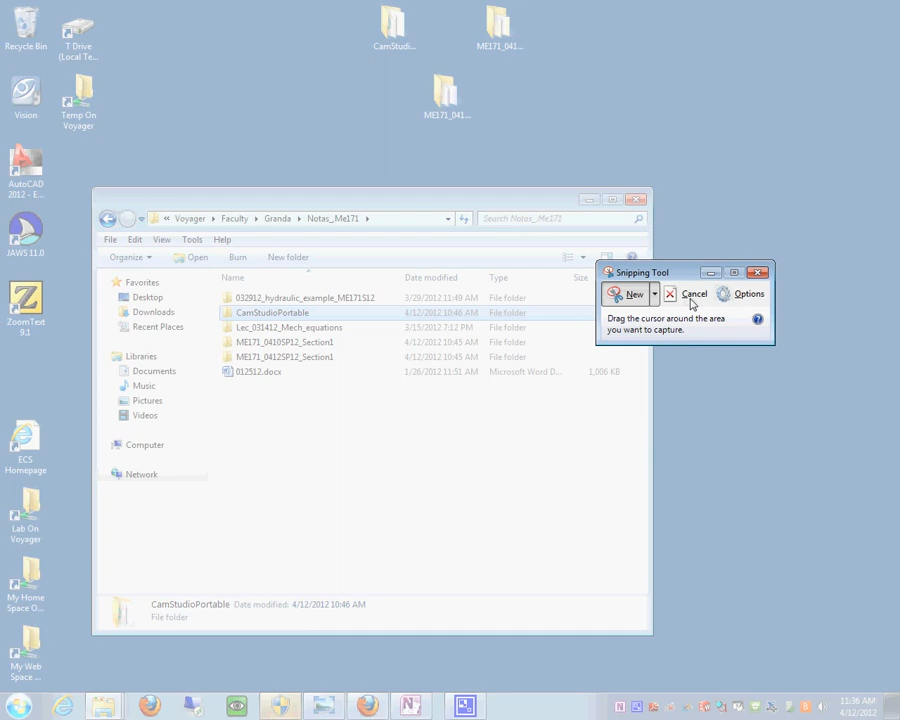 Recycle Bin
T Drive
(Local Te...
CamStudi...
ME171_041...
Vision
Temp On
Voyager
ME171_041...
AutoCAD
2012 - E...
JAWS 11.0
ZoomText
9.1
ECS
Homepage
Lab On
Voyager
My Home
Space O...
My Web
Space ...
« Voyager ▸ Faculty ▸ Granda ▸ Notas_Me171 ▸
Search Notas_Me171
File Edit View Tools Help
Organize Open Burn New folder
Name Date modified Type Size
Favorites
Desktop
Downloads
Recent Places
Libraries
Documents
Music
Pictures
Videos
Computer
Network
032912_hydraulic_example_ME171S12 3/29/2012 11:49 AM File folder
CamStudioPortable 4/12/2012 10:46 AM File folder
Lec_031412_Mech_equations 3/15/2012 7:12 PM File folder
ME171_0410SP12_Section1 4/12/2012 10:45 AM File folder
ME171_0412SP12_Section1 4/12/2012 10:45 AM File folder
012512.docx 1/26/2012 11:51 AM Microsoft Word D... 1,006 KB
CamStudioPortable Date modified: 4/12/2012 10:46 AM
File folder
Snipping Tool
New Cancel Options
Drag the cursor around the area
you want to capture.
11:36 AM
4/12/2012